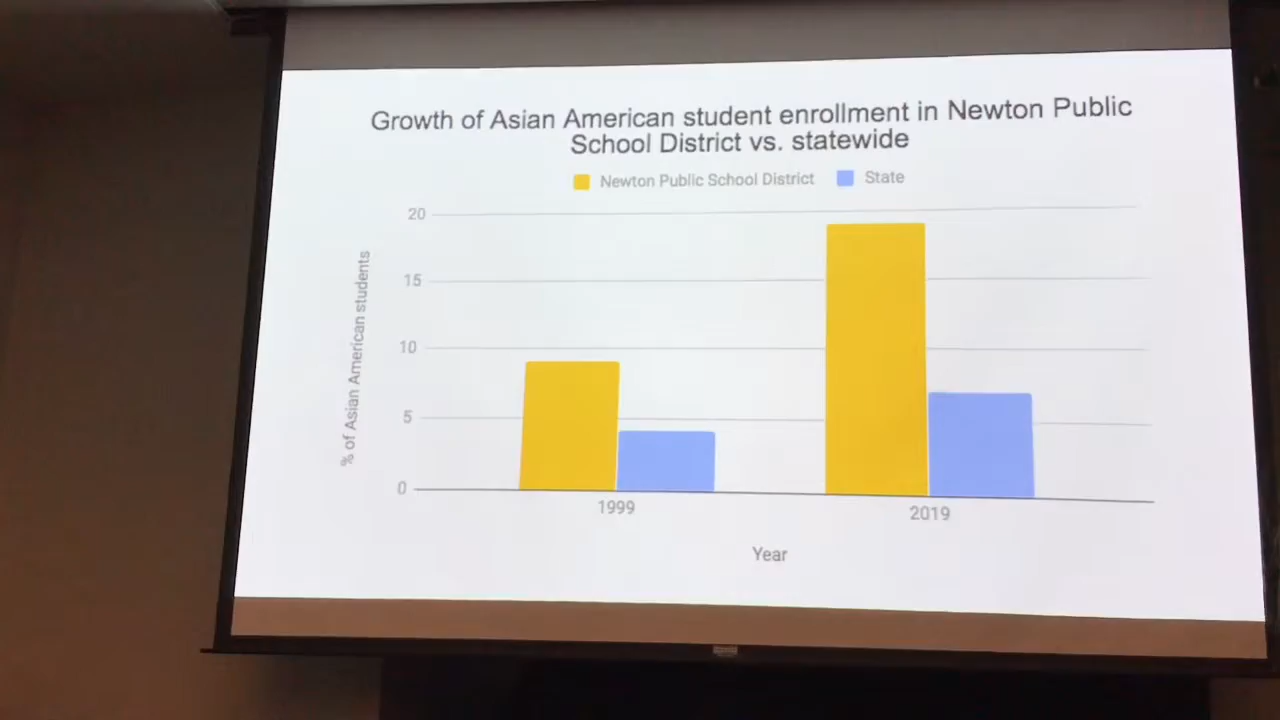 Growth of Asian American student enrollment in Newton Public
School District vs. statewide
Newton Public School District
State
20
15
10
5
0
% of Asian American students
1999
2019
Year